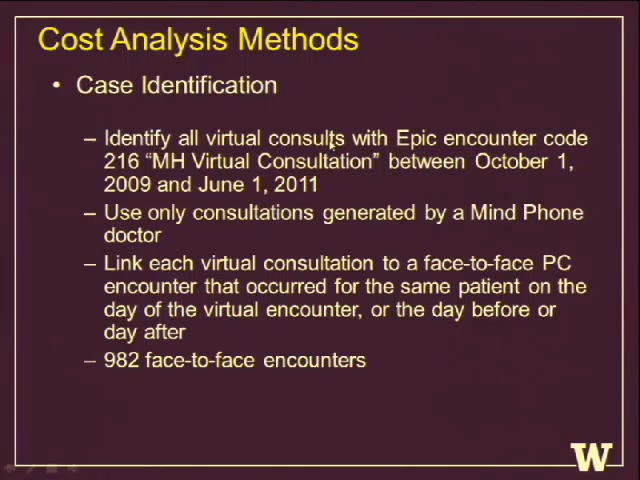 Cost Analysis Methods
• Case Identification
– Identify all virtual consults with Epic encounter code
216 “MH Virtual Consultation” between October 1,
2009 and June 1, 2011
– Use only consultations generated by a Mind Phone
doctor
– Link each virtual consultation to a face-to-face PC
encounter that occurred for the same patient on the
day of the virtual encounter, or the day before or
day after
– 982 face-to-face encounters
W